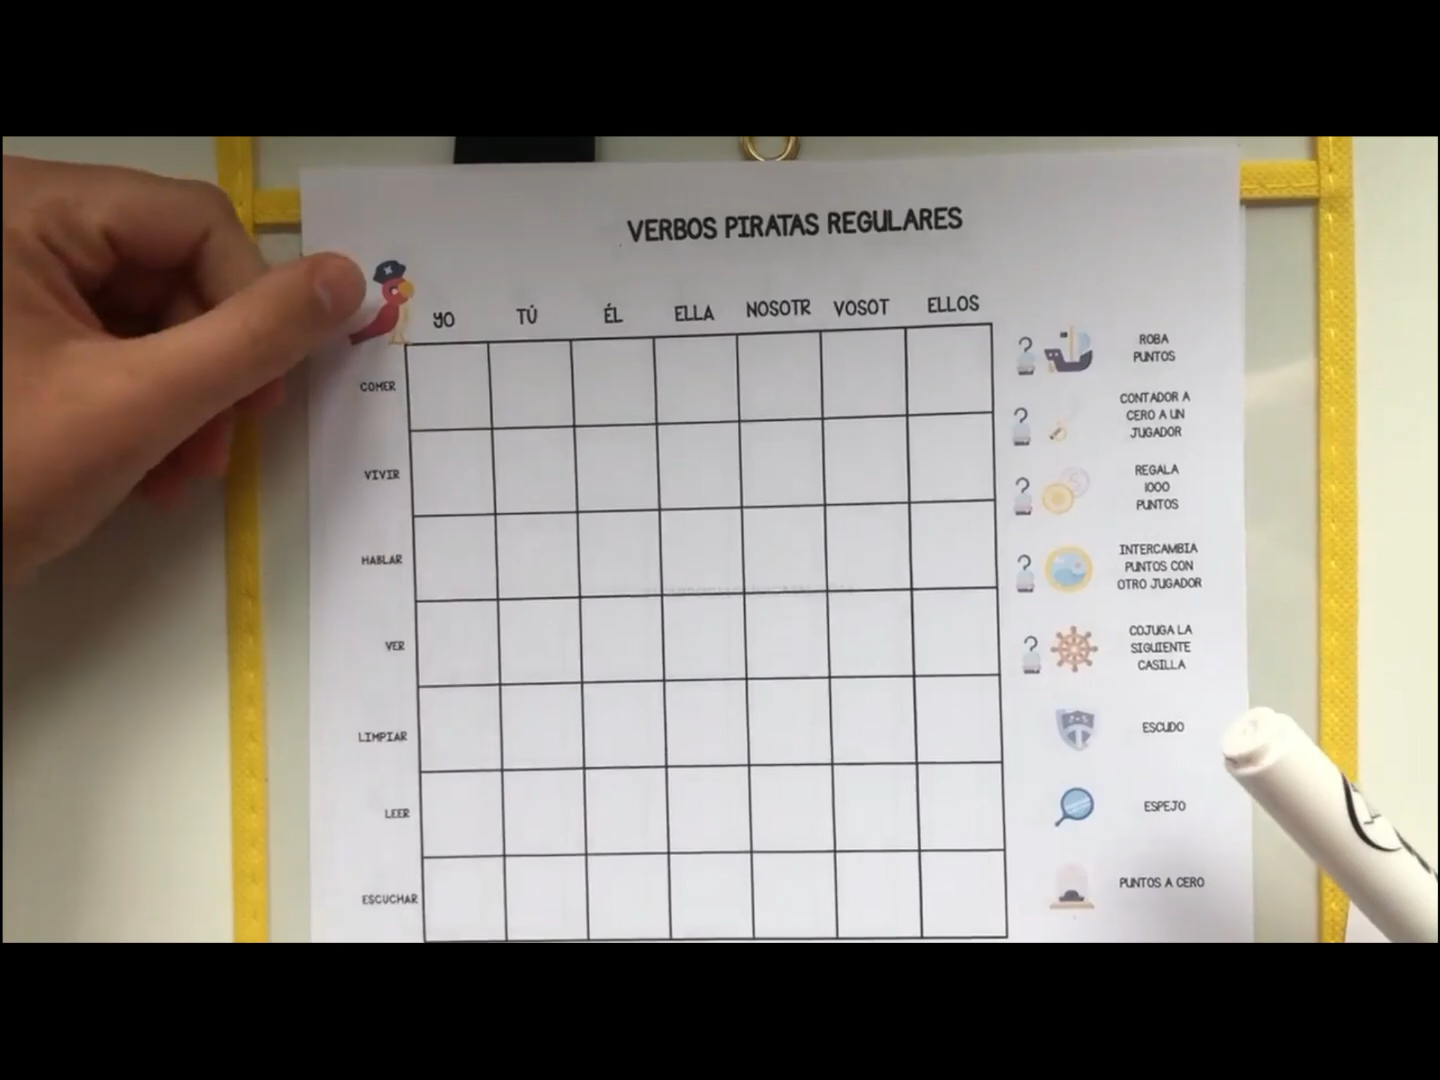 VERBOS PIRATAS REGULARES
YO TÚ ÉL ELLA NOSOTR VOSOT ELLOS
COMER
VIVIR
HABLAR
VER
LIMPIAR
LEER
ESCUCHAR
?
ROBA
PUNTOS
?
CONTADOR A
CERO A UN
JUGADOR
?
REGALA
1000
PUNTOS
?
INTERCAMBIA
PUNTOS CON
OTRO JUGADOR
?
COJUGA LA
SIGUIENTE
CASILLA
ESCUDO
ESPEJO
PUNTOS A CERO